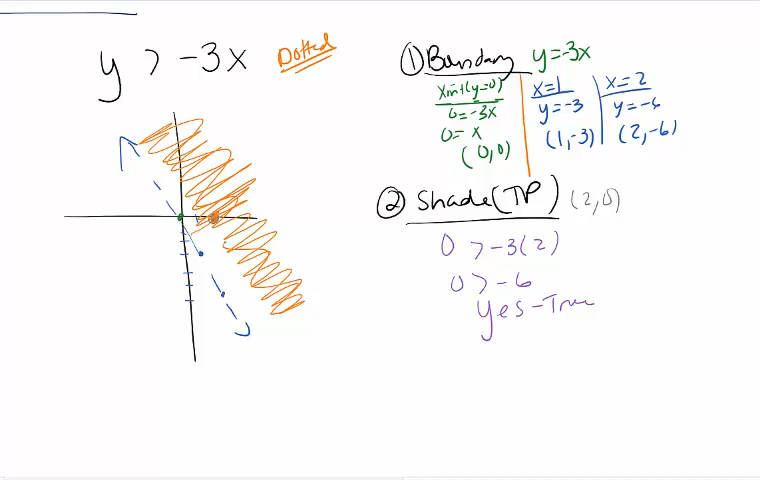 y > -3x Dotted
① Boundary y=-3x
xint(y=0)
0=-3x
0=x
(0,0)
x=1
y=-3
(1,-3)
x=2
y=-6
(2,-6)
② Shade (TP) (2,0)
0 > -3(2)
0 > -6
Yes-True